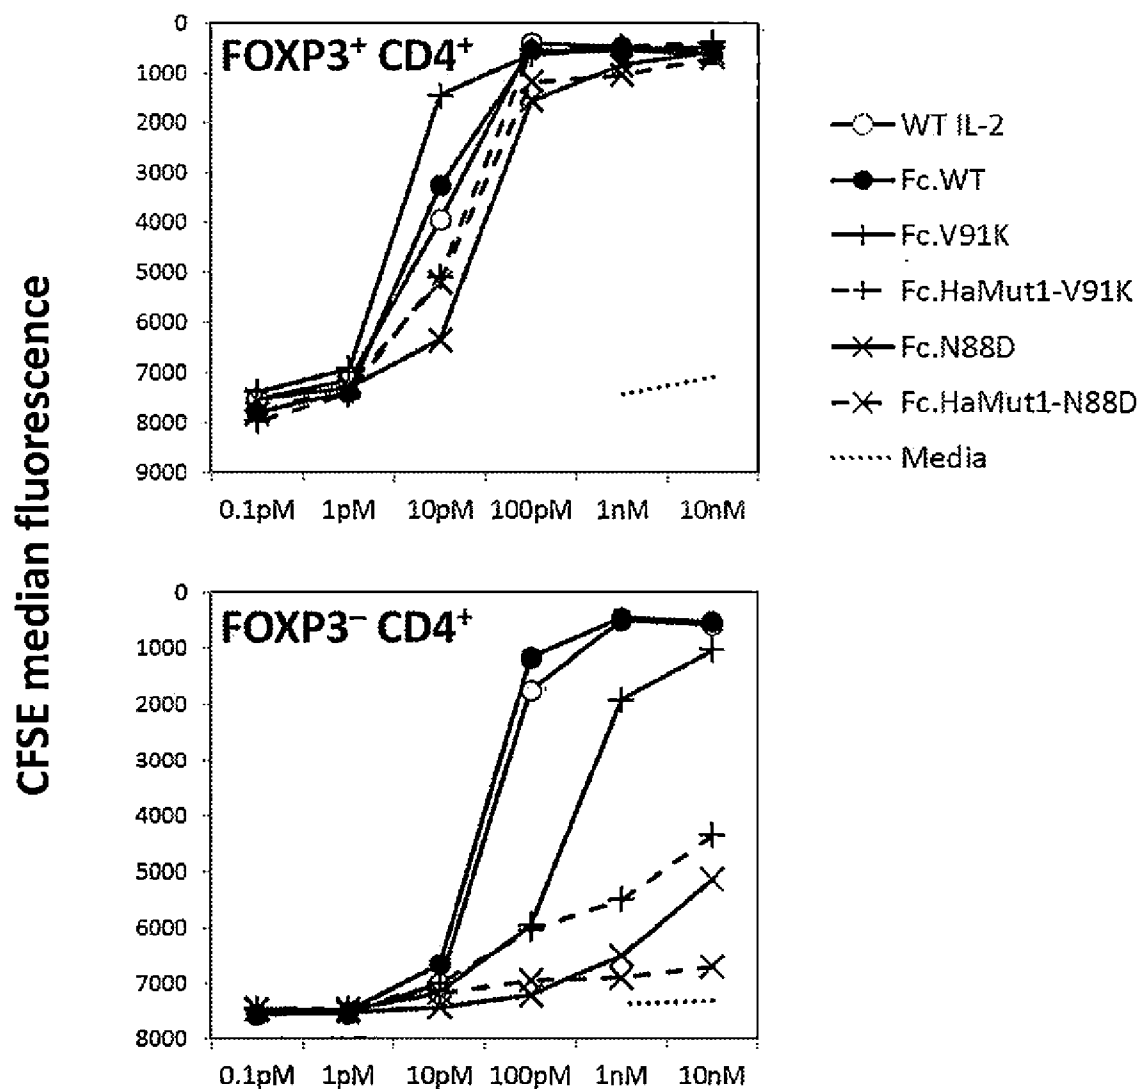 CFSE median fluorescence
FOXP3⁺ CD4⁺
0
1000
2000
3000
4000
5000
6000
7000
8000
9000
0.1pM 1pM 10pM 100pM 1nM 10nM
WT IL-2
Fc.WT
Fc.V91K
Fc.HaMut1-V91K
Fc.N88D
Fc.HaMut1-N88D
Media
FOXP3⁻ CD4⁺
0
1000
2000
3000
4000
5000
6000
7000
8000
0.1pM 1pM 10pM 100pM 1nM 10nM